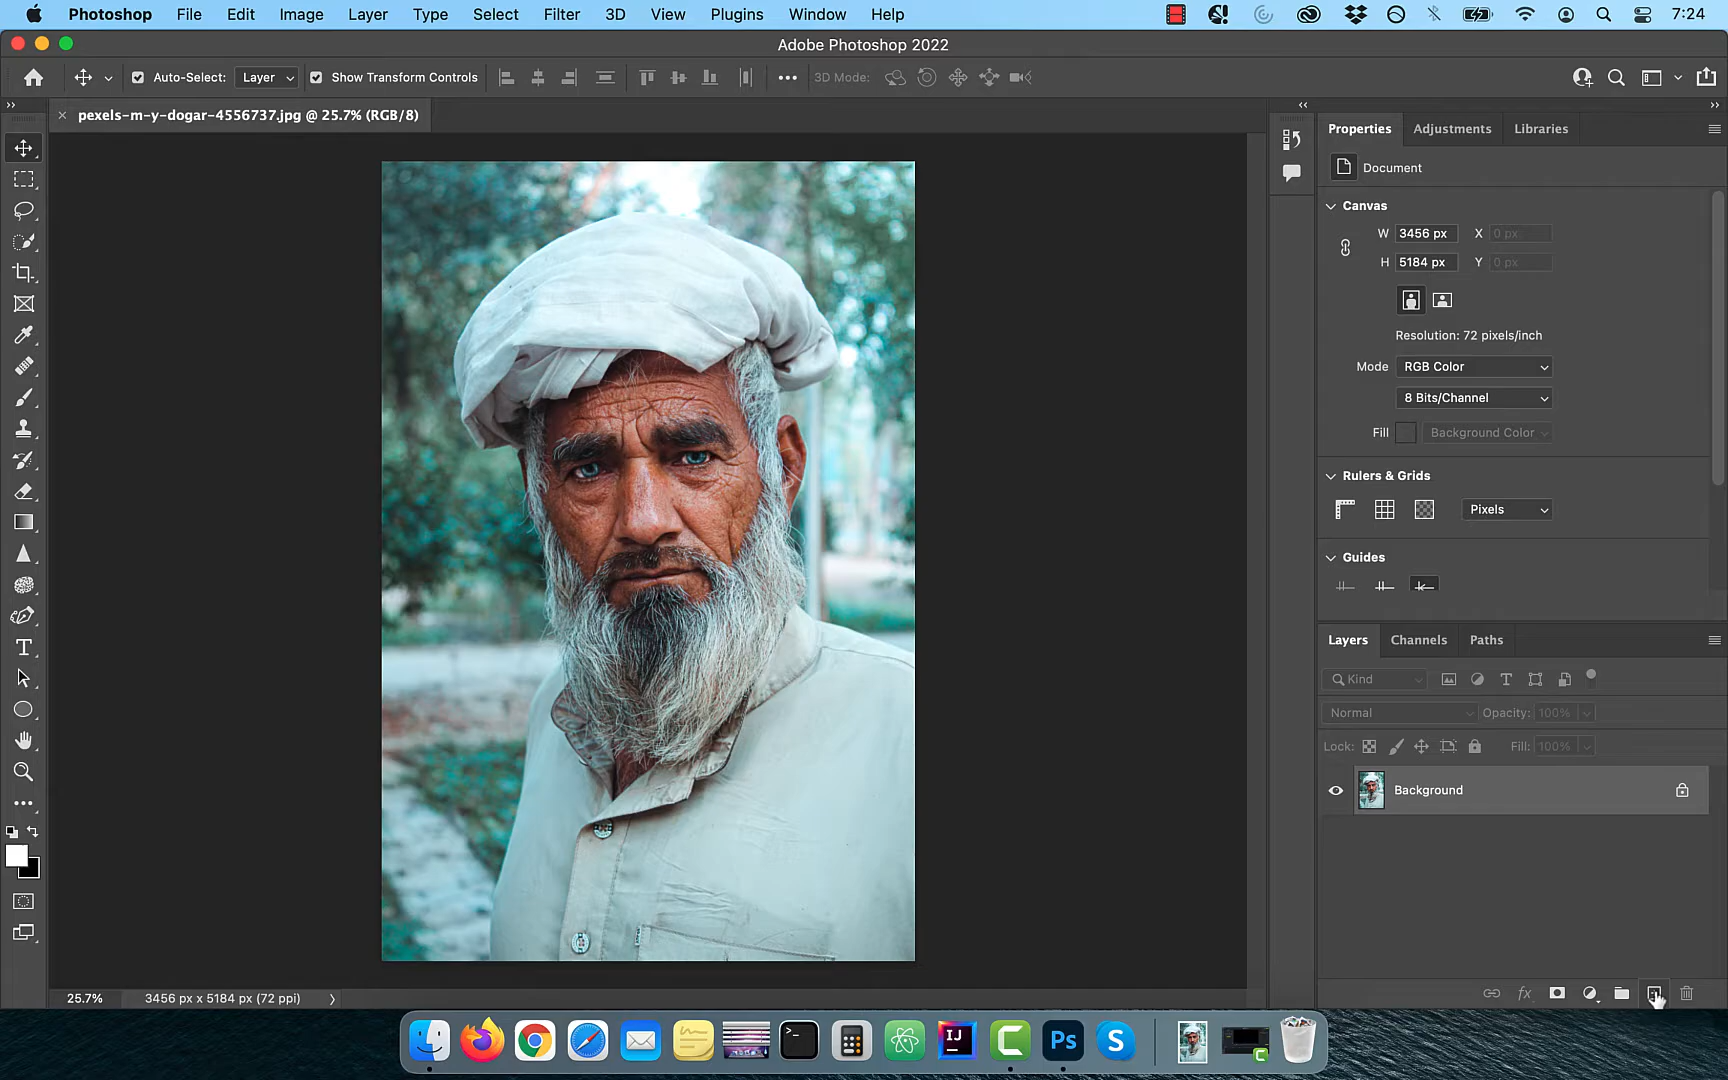 Photoshop File Edit Image Layer Type Select Filter 3D View Plugins Window Help 7:24
Adobe Photoshop 2022
Auto-Select: Layer Show Transform Controls 3D Mode:
pexels-m-y-dogar-4556737.jpg @ 25.7% (RGB/8)
Properties Adjustments Libraries
Document
Canvas
W 3456 px X 0 px
H 5184 px Y 0 px
Resolution: 72 pixels/inch
Mode RGB Color
8 Bits/Channel
Fill Background Color
Rulers & Grids
Pixels
Guides
Layers Channels Paths
Kind
Normal Opacity: 100%
Lock: Fill: 100%
Background
25.7% 3456 px x 5184 px (72 ppi)
fx
IJ
Ps